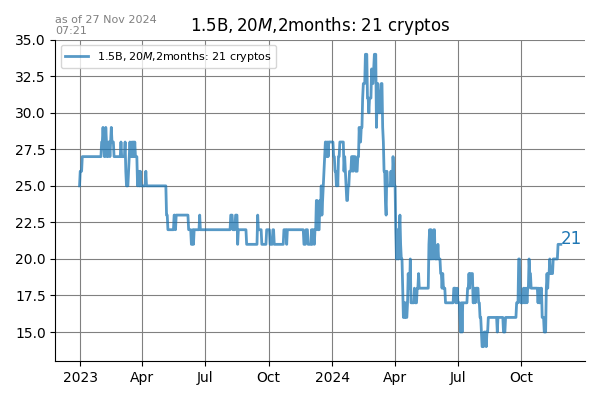 as of 27 Nov 2024
07:21
1.5B, 20M,2months: 21 cryptos
1.5B, 20M,2months: 21 cryptos
35.0
32.5
30.0
27.5
25.0
22.5
20.0
17.5
15.0
21
2023 Apr Jul Oct 2024 Apr Jul Oct